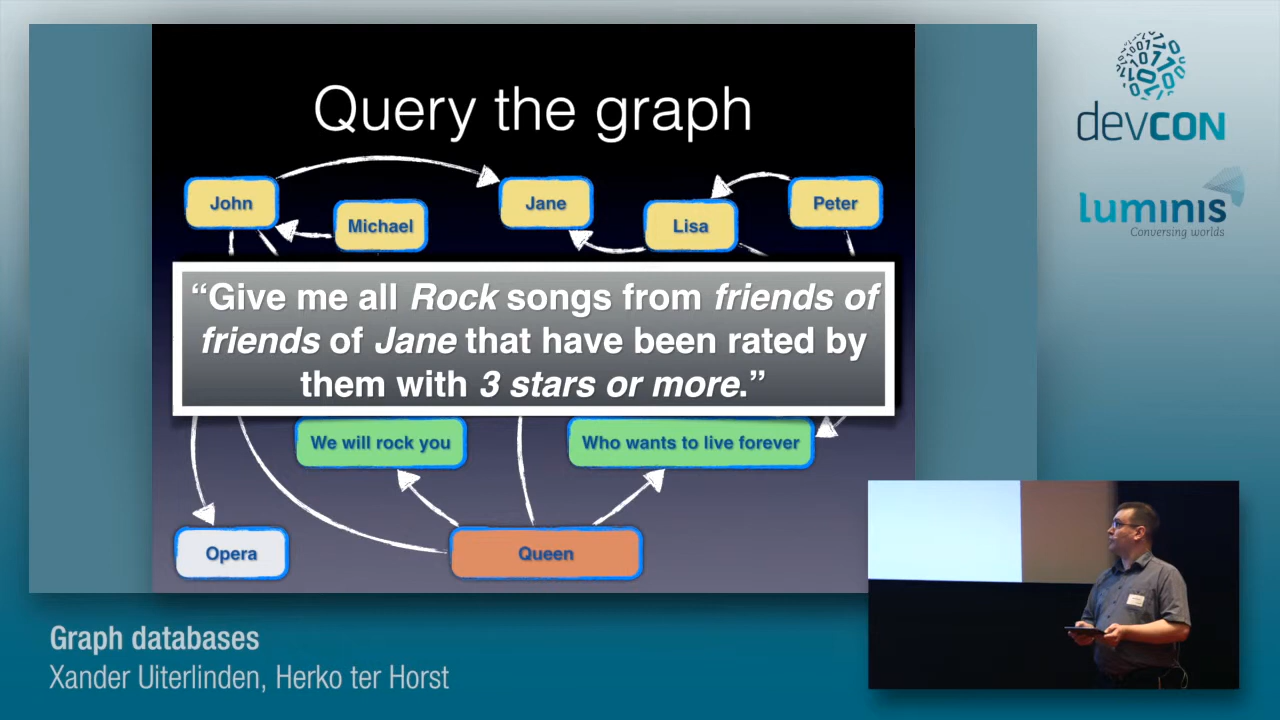 Query the graph
John
Michael
Jane
Lisa
Peter
“Give me all Rock songs from friends of
friends of Jane that have been rated by
them with 3 stars or more.”
We will rock you
Who wants to live forever
Opera
Queen
devCON
luminis
Conversing worlds
Graph databases
Xander Uiterlinden, Herko ter Horst